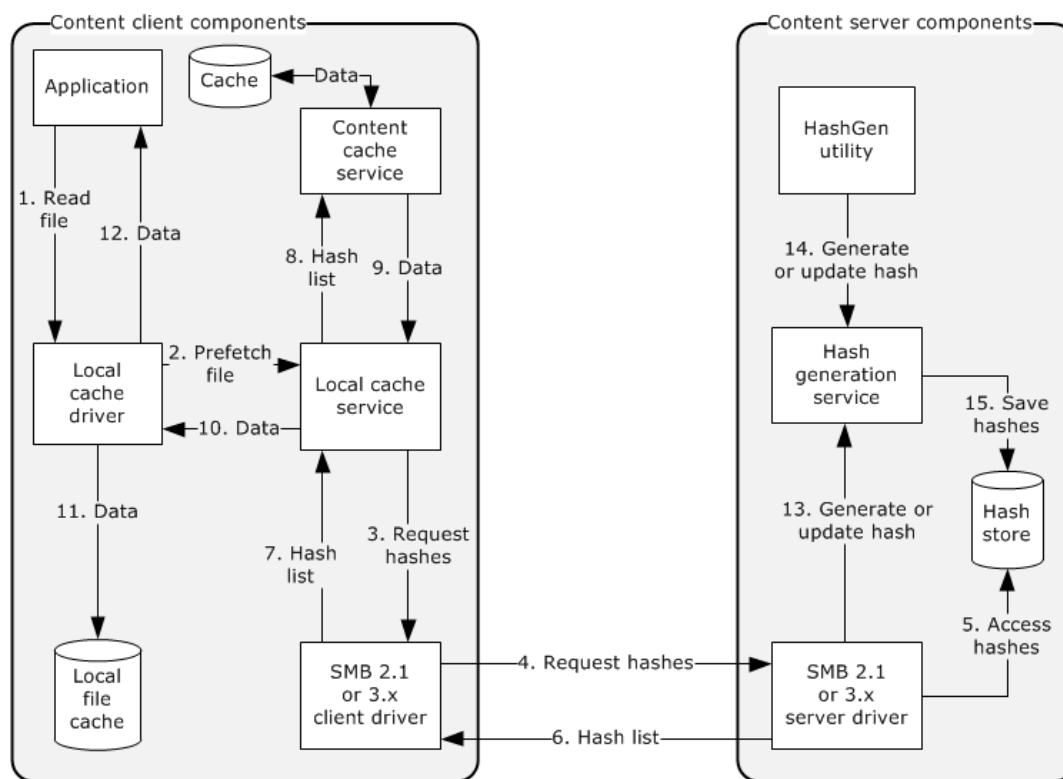 Content client components
Content server components
Application
Cache
Data
Content
cache
service
HashGen
utility
1. Read
file
12. Data
8. Hash
list
9. Data
14. Generate
or update hash
Local
cache
driver
2. Prefetch
file
Local cache
service
10. Data
Hash
generation
service
15. Save
hashes
11. Data
7. Hash
list
3. Request
hashes
13. Generate or
update hash
Hash
store
5. Access
hashes
Local
file
cache
SMB 2.1
or 3.x
client driver
4. Request hashes
6. Hash list
SMB 2.1
or 3.x
server driver